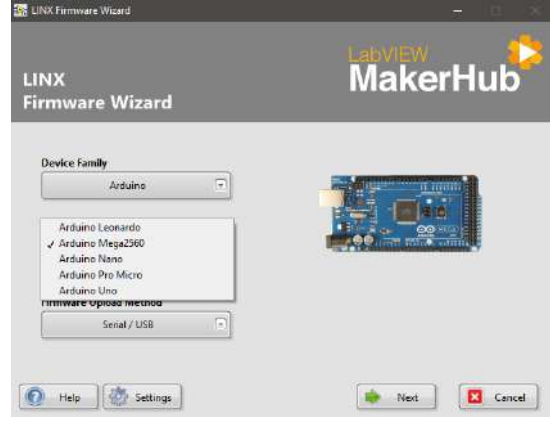 LINX Firmware Wizard
LabVIEW
MakerHub
LINX
Firmware Wizard
Device Family
Arduino
Arduino Leonardo
✓ Arduino Mega2560
Arduino Nano
Arduino Pro Micro
Arduino Uno
Firmware Upload Method
Serial / USB
Help
Settings
Next
Cancel